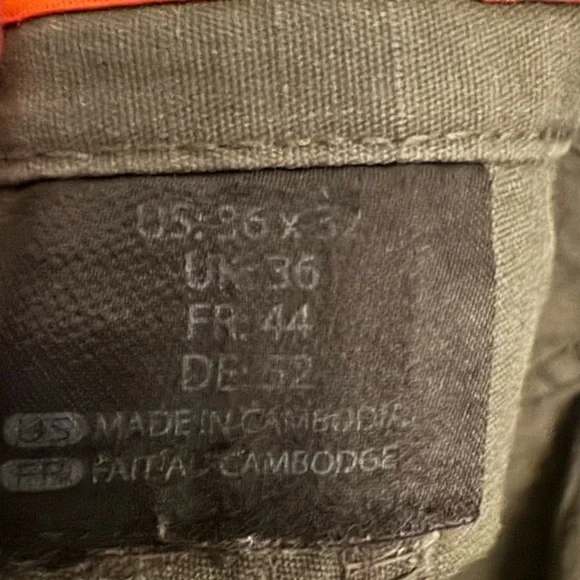 US: 36 x 32
UK: 36
FR: 44
DE: 52
US MADE IN CAMBODIA
FR FAIT AU CAMBODGE